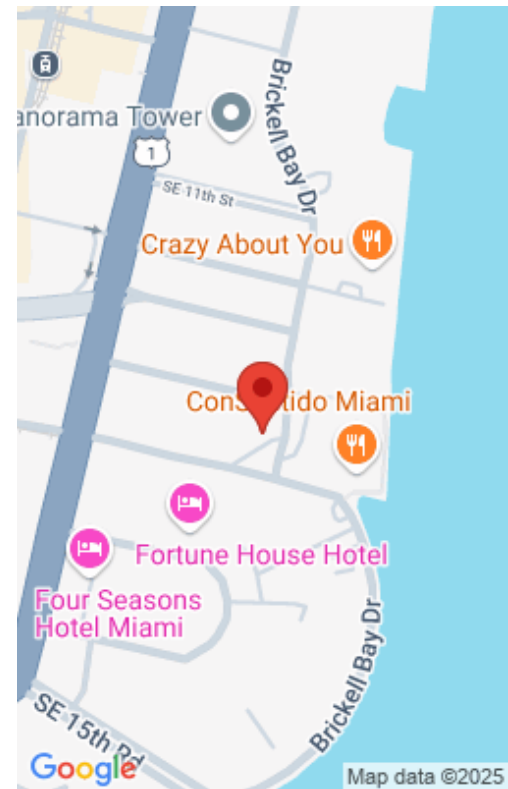 anorama Tower
Brickell Bay Dr
1
SE 11th St
Crazy About You
Miami
Fortune House Hotel
Four Seasons
Hotel Miami
Brickell Bay Dr
SE 15th Rd
Google
Map data ©2025